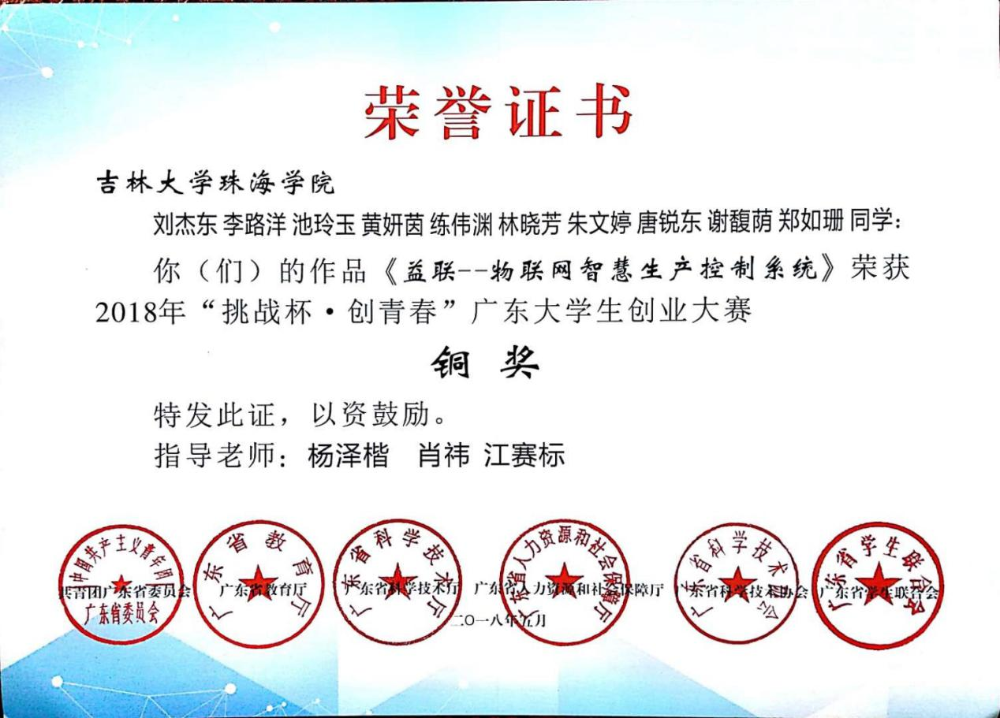 荣誉证书
吉林大学珠海学院
刘杰东 李路洋 池玲玉 黄妍茵 练伟渊 林晓芳 朱文婷 唐锐东 谢馥荫 郑如珊 同学：
你（们）的作品《益联--物联网智慧生产控制系统》荣获
2018年“挑战杯·创青春”广东大学生创业大赛
铜 奖
特发此证，以资鼓励。
指导老师：杨泽楷 肖祎 江赛标
中国共产主义青年团
广东省委员会
广东省教育厅
广东省科学技术厅
广东省人力资源和社会保障厅
广东省科学技术协会
广东省学生联合会
共青团广东省委员会 广东省教育厅 广东省科学技术厅 广东省人力资源和社会保障厅 广东省科学技术协会 广东省学生联合会
二〇一八年五月